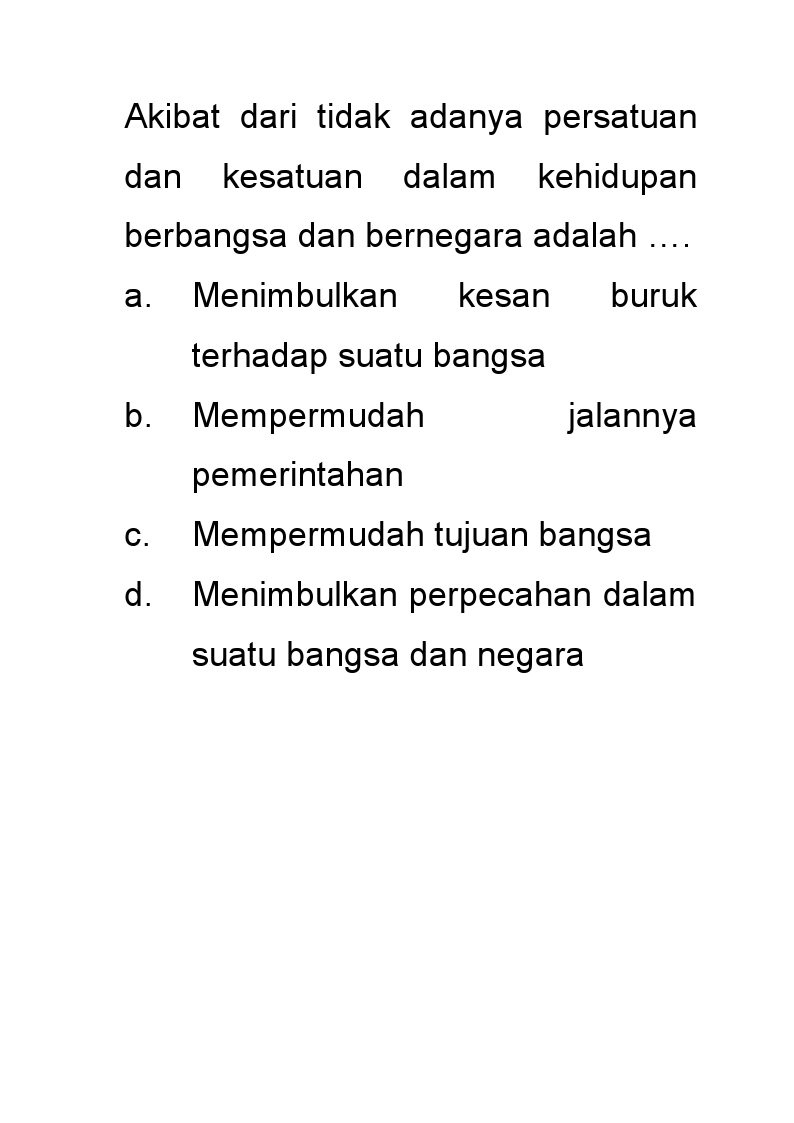 Akibat dari tidak adanya persatuan
dan kesatuan dalam kehidupan
berbangsa dan bernegara adalah ….
a. Menimbulkan kesan buruk
terhadap suatu bangsa
b. Mempermudah jalannya
pemerintahan
c. Mempermudah tujuan bangsa
d. Menimbulkan perpecahan dalam
suatu bangsa dan negara